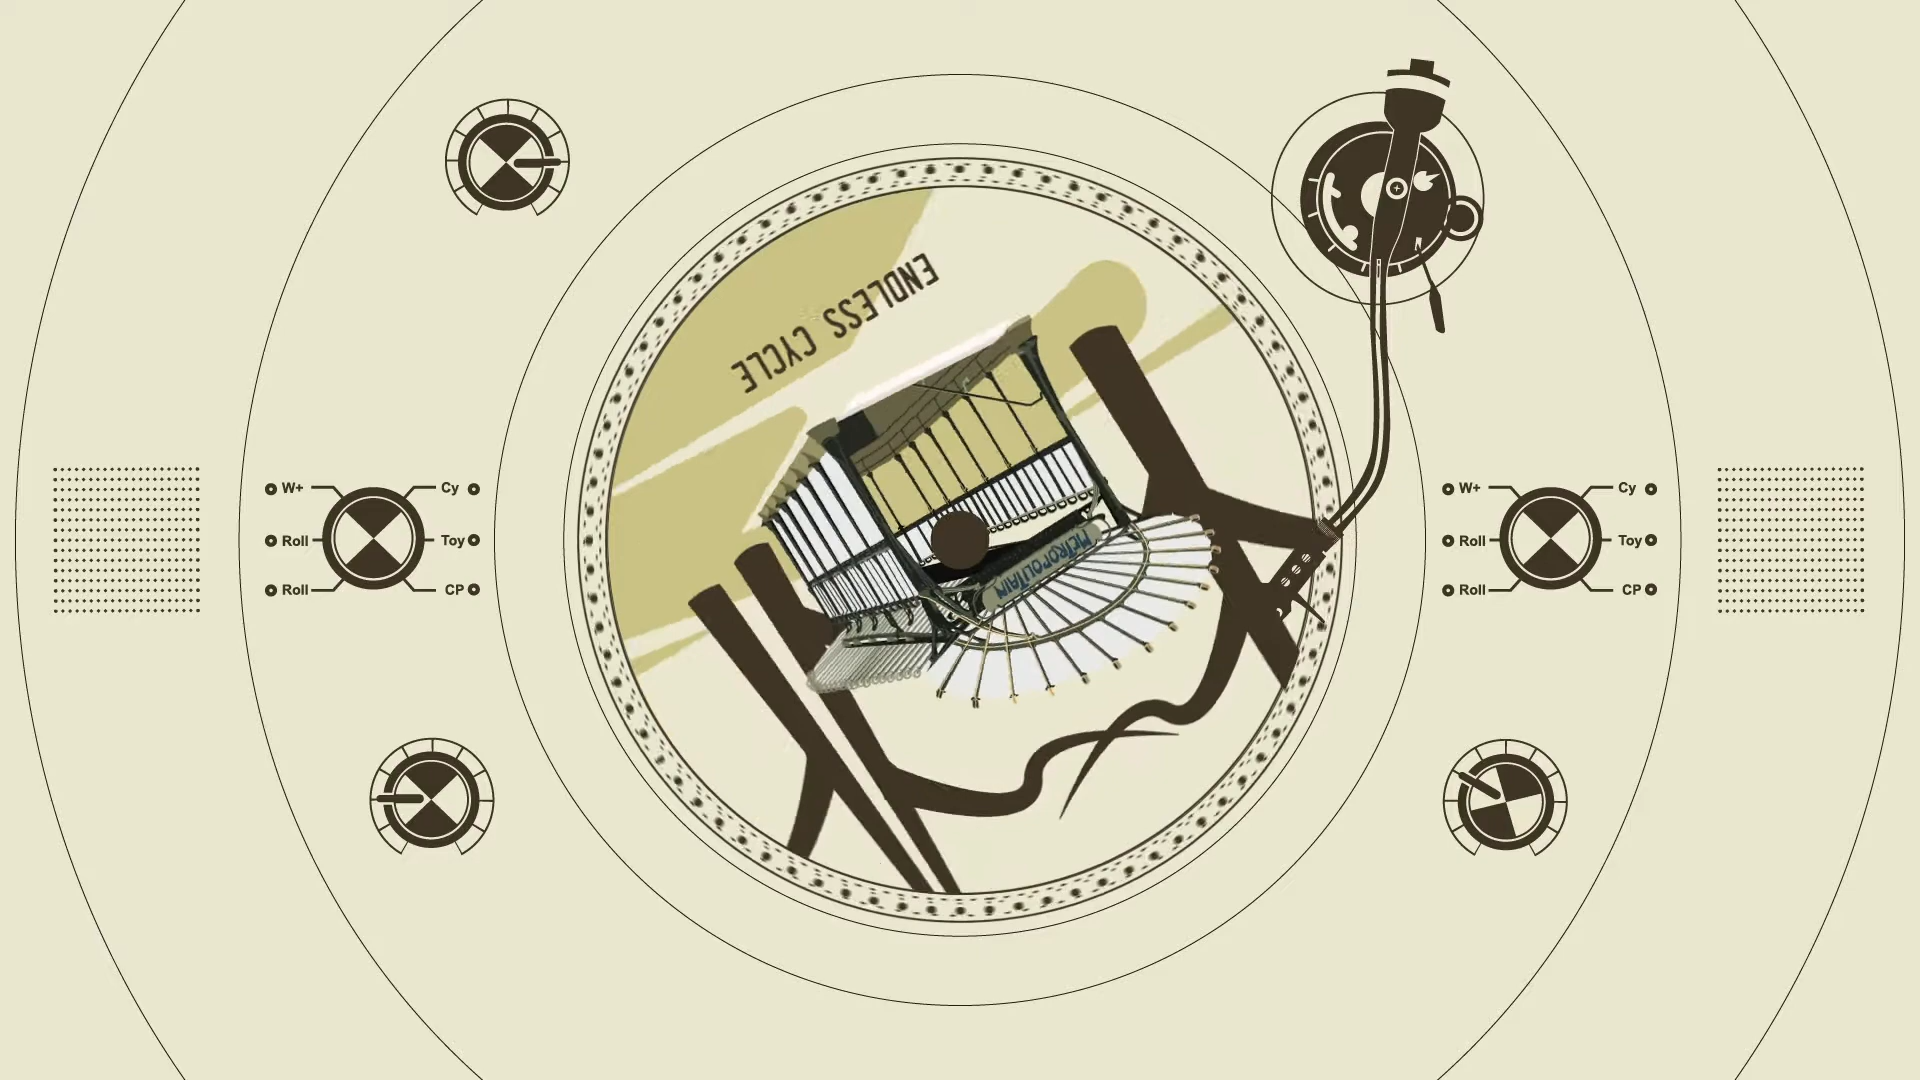 ENDLESS CYCLE
METROPOLITAIN
W+ Cy
Roll Toy
Roll CP
W+ Cy
Roll Toy
Roll CP